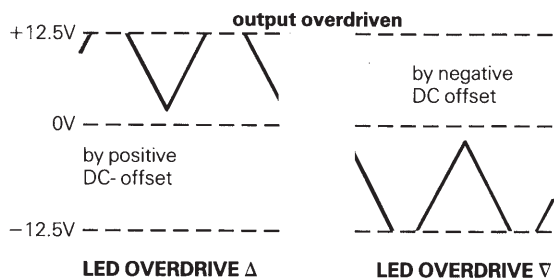 output overdriven
+12.5V
by negative
DC offset
0V
by positive
DC- offset
−12.5V
LED OVERDRIVE Δ
LED OVERDRIVE ∇